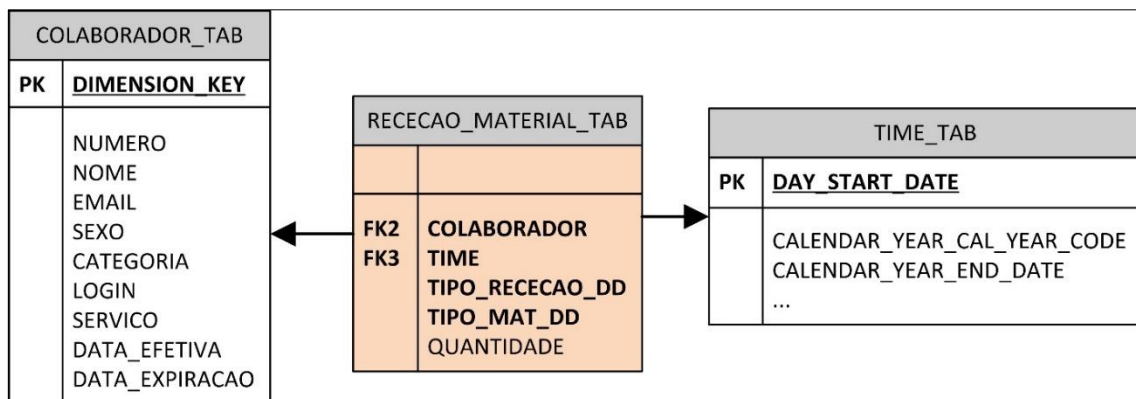 COLABORADOR_TAB
PK DIMENSION_KEY
NUMERO
NOME
EMAIL
SEXO
CATEGORIA
LOGIN
SERVICO
DATA_EFETIVA
DATA_EXPIRACAO
RECECAO_MATERIAL_TAB
FK2 COLABORADOR
FK3 TIME
TIPO_RECECAO_DD
TIPO_MAT_DD
QUANTIDADE
TIME_TAB
PK DAY_START_DATE
CALENDAR_YEAR_CAL_YEAR_CODE
CALENDAR_YEAR_END_DATE
...